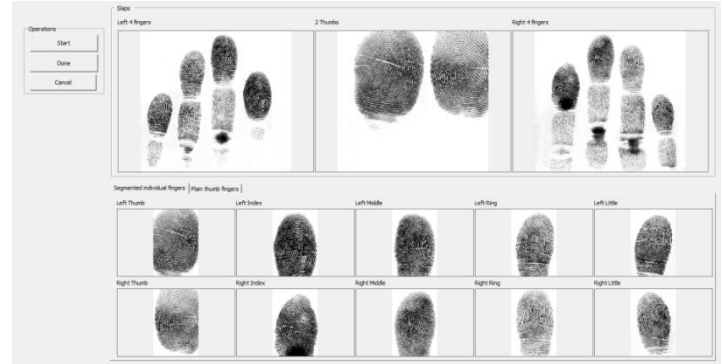 Slaps
Left 4 fingers 2 Thumbs Right 4 fingers
Operations
Start
Done
Cancel
Segmented individual fingers Plain thumb fingers
Left Thumb Left Index Left Middle Left Ring Left Little
Right Thumb Right Index Right Middle Right Ring Right Little